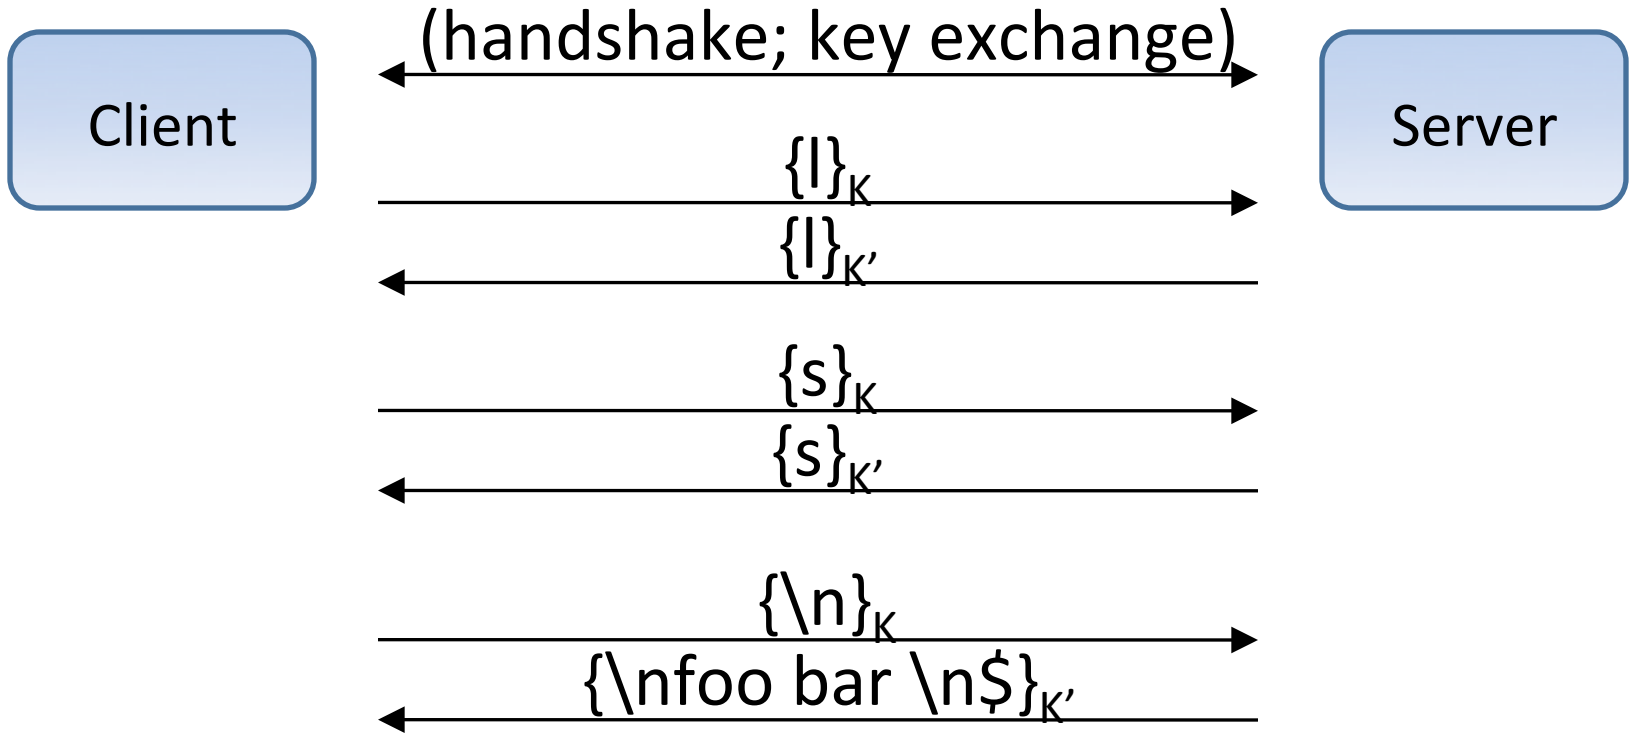 (handshake; key exchange)
Client
Server
{l}K
{l}K’
{s}K
{s}K’
{\n}K
{\nfoo bar \n$}K’